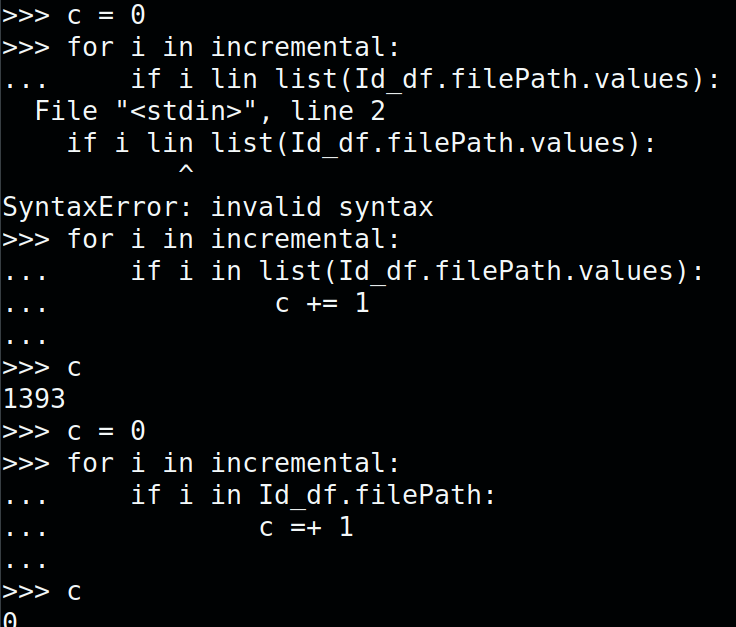 >>> c = 0
>>> for i in incremental:
...     if i lin list(Id_df.filePath.values):
  File "<stdin>", line 2
    if i lin list(Id_df.filePath.values):
           ^
SyntaxError: invalid syntax
>>> for i in incremental:
...     if i in list(Id_df.filePath.values):
...              c += 1
...
>>> c
1393
>>> c = 0
>>> for i in incremental:
...     if i in Id_df.filePath:
...             c =+ 1
...
>>> c
0